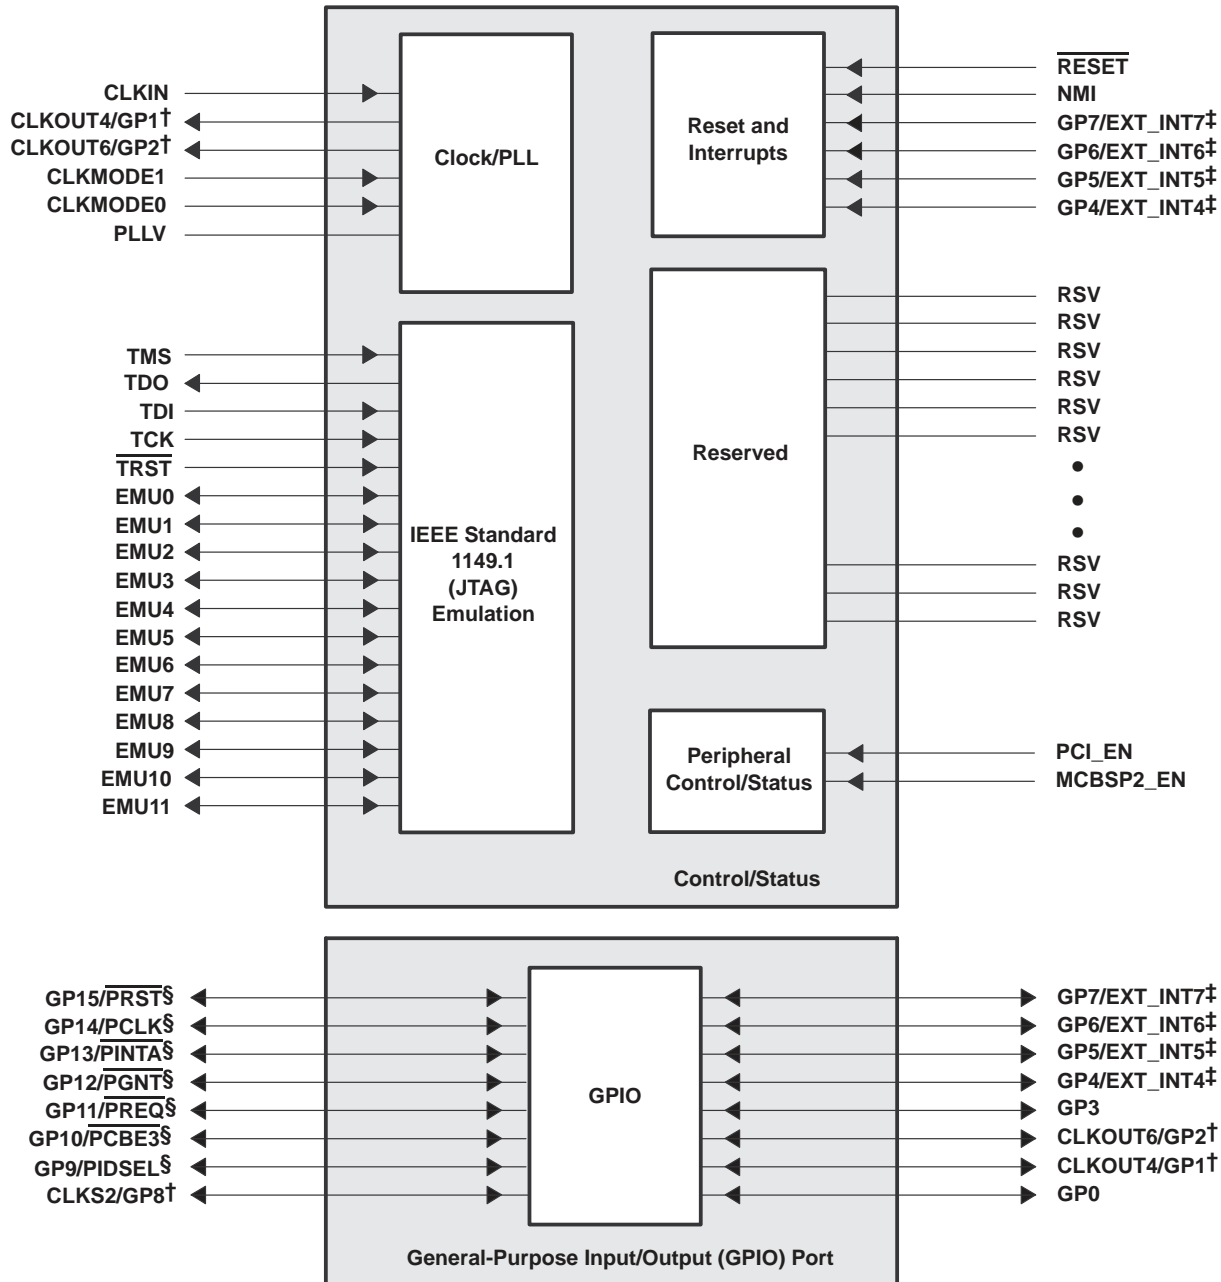 CLKIN
CLKOUT4/GP1†
CLKOUT6/GP2†
CLKMODE1
CLKMODE0
PLLV
Clock/PLL
Reset and
Interrupts
RESET
NMI
GP7/EXT_INT7‡
GP6/EXT_INT6‡
GP5/EXT_INT5‡
GP4/EXT_INT4‡
TMS
TDO
TDI
TCK
TRST
EMU0
EMU1
EMU2
EMU3
EMU4
EMU5
EMU6
EMU7
EMU8
EMU9
EMU10
EMU11
IEEE Standard
1149.1
(JTAG)
Emulation
Reserved
RSV
RSV
RSV
RSV
RSV
RSV
•
•
•
RSV
RSV
RSV
Peripheral
Control/Status
PCI_EN
MCBSP2_EN
Control/Status
GP15/PRST§
GP14/PCLK§
GP13/PINTA§
GP12/PGNT§
GP11/PREQ§
GP10/PCBE3§
GP9/PIDSEL§
CLKS2/GP8†
GPIO
GP7/EXT_INT7‡
GP6/EXT_INT6‡
GP5/EXT_INT5‡
GP4/EXT_INT4‡
GP3
CLKOUT6/GP2†
CLKOUT4/GP1†
GP0
General-Purpose Input/Output (GPIO) Port